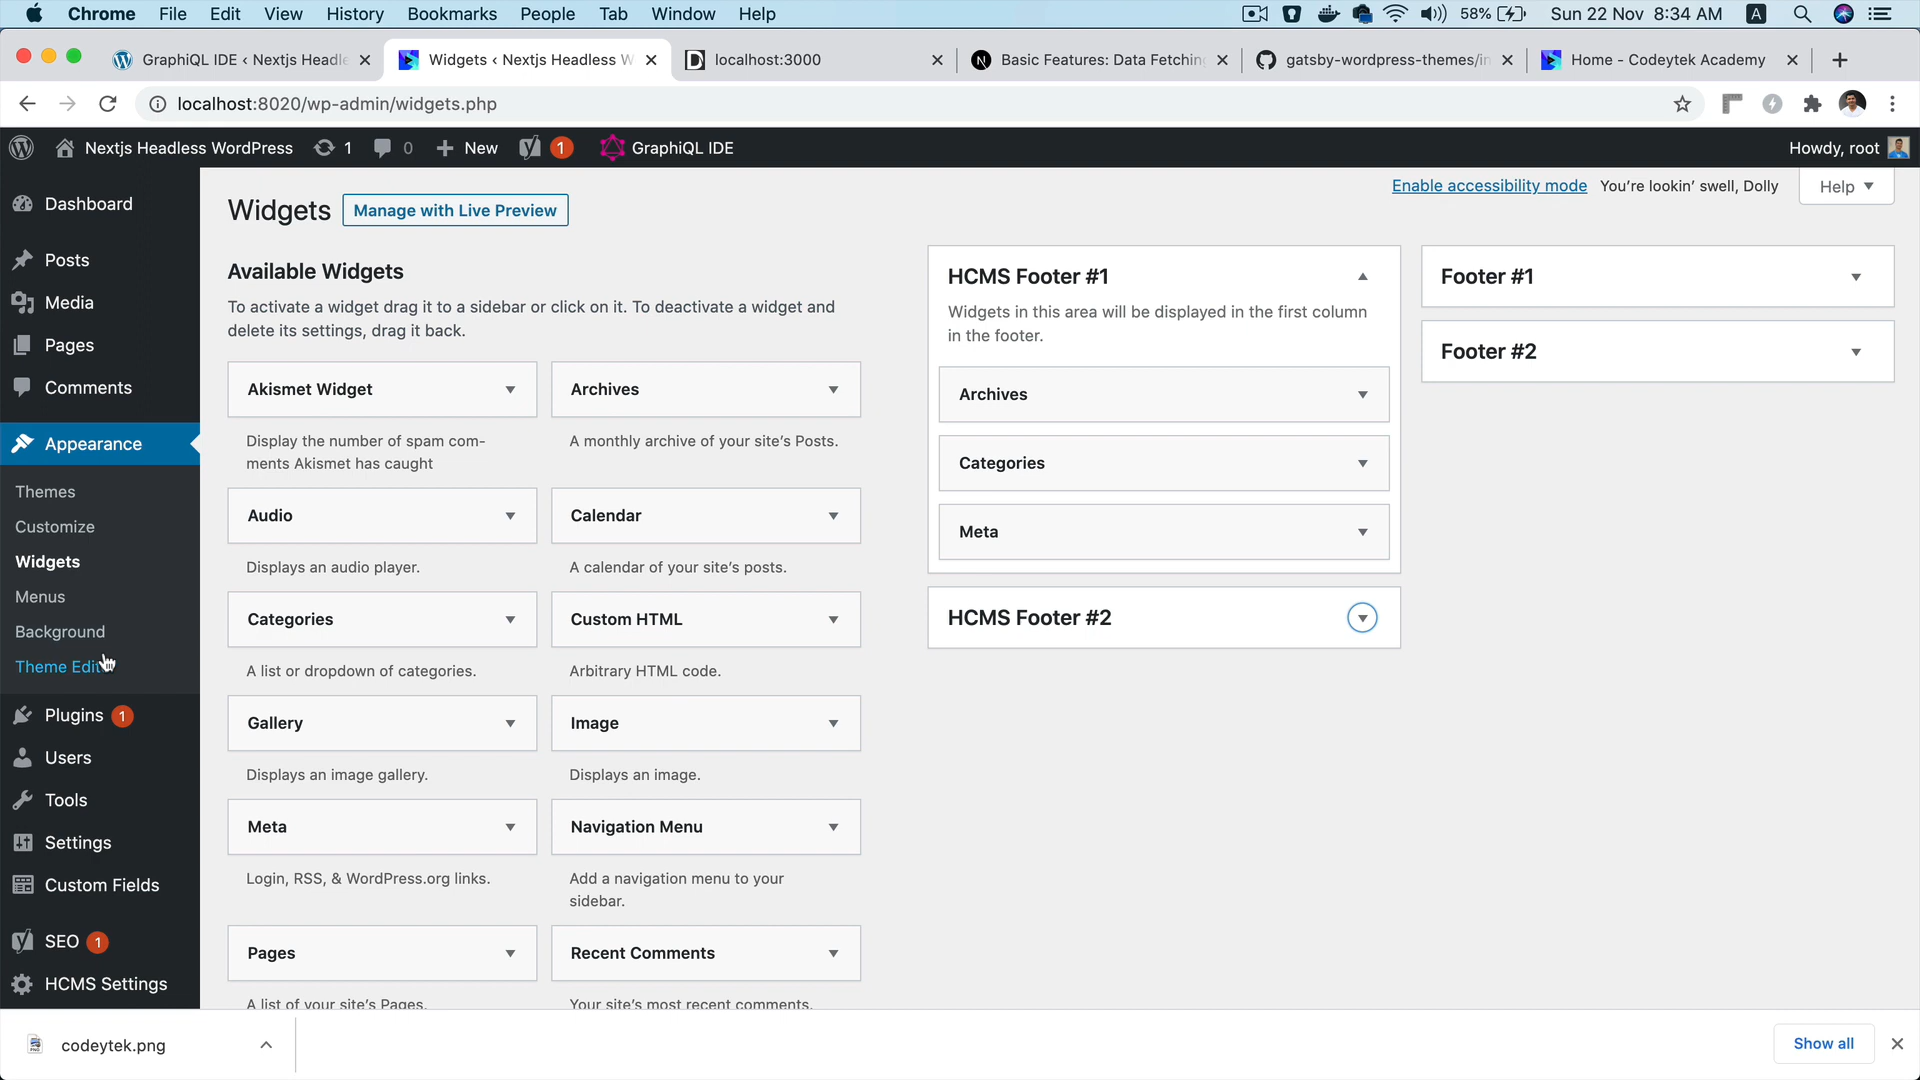 Chrome File Edit View History Bookmarks People Tab Window Help 58% Sun 22 Nov 8:34 AM A
GraphiQL IDE ‹ Nextjs Headle
Widgets ‹ Nextjs Headless W
localhost:3000
Basic Features: Data Fetching
gatsby-wordpress-themes/in
Home - Codeytek Academy
localhost:8020/wp-admin/widgets.php
Nextjs Headless WordPress 1 0 New 1 GraphiQL IDE Howdy, root
Dashboard
Posts
Media
Pages
Comments
Appearance
Themes
Customize
Widgets
Menus
Background
Theme Edit
Plugins 1
Users
Tools
Settings
Custom Fields
SEO 1
HCMS Settings
Enable accessibility mode You're lookin' swell, Dolly Help
Widgets Manage with Live Preview
Available Widgets
To activate a widget drag it to a sidebar or click on it. To deactivate a widget and
delete its settings, drag it back.
Akismet Widget
Display the number of spam com-
ments Akismet has caught
Archives
A monthly archive of your site's Posts.
Audio
Displays an audio player.
Calendar
A calendar of your site's posts.
Categories
A list or dropdown of categories.
Custom HTML
Arbitrary HTML code.
Gallery
Displays an image gallery.
Image
Displays an image.
Meta
Login, RSS, & WordPress.org links.
Navigation Menu
Add a navigation menu to your
sidebar.
Pages
A list of your site's Pages.
Recent Comments
Your site's most recent comments.
HCMS Footer #1
Widgets in this area will be displayed in the first column
in the footer.
Archives
Categories
Meta
HCMS Footer #2
Footer #1
Footer #2
codeytek.png
Show all